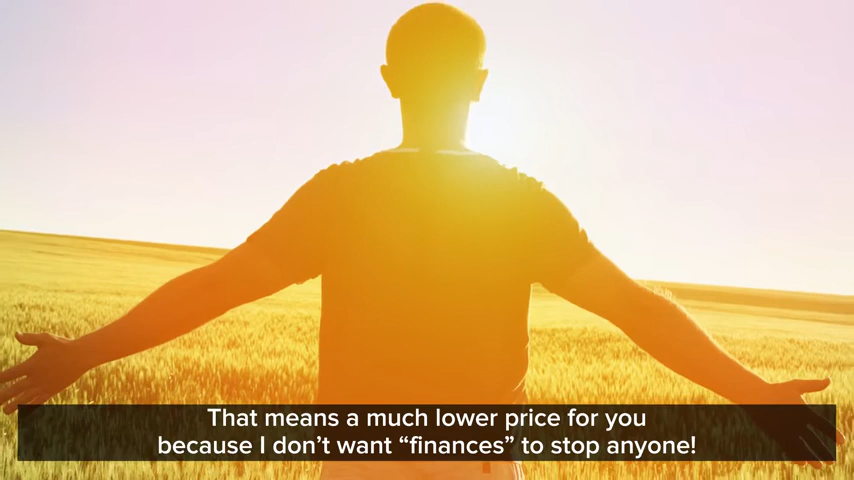 That means a much lower price for you
because I don’t want “finances” to stop anyone!